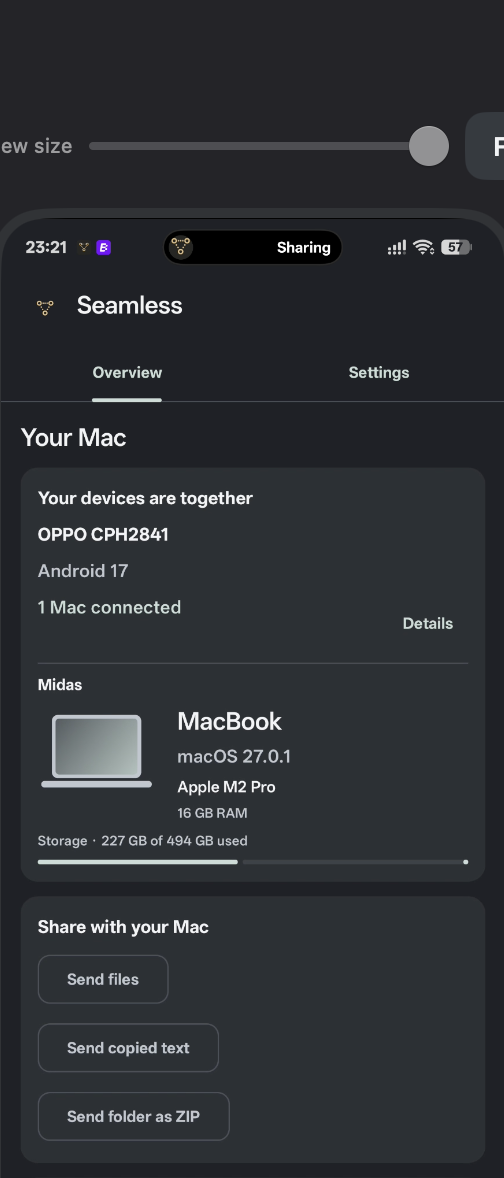 ew size
F
23:21
Sharing
57
Seamless
Overview
Settings
Your Mac
Your devices are together
OPPO CPH2841
Android 17
1 Mac connected
Details
Midas
MacBook
macOS 27.0.1
Apple M2 Pro
16 GB RAM
Storage · 227 GB of 494 GB used
Share with your Mac
Send files
Send copied text
Send folder as ZIP